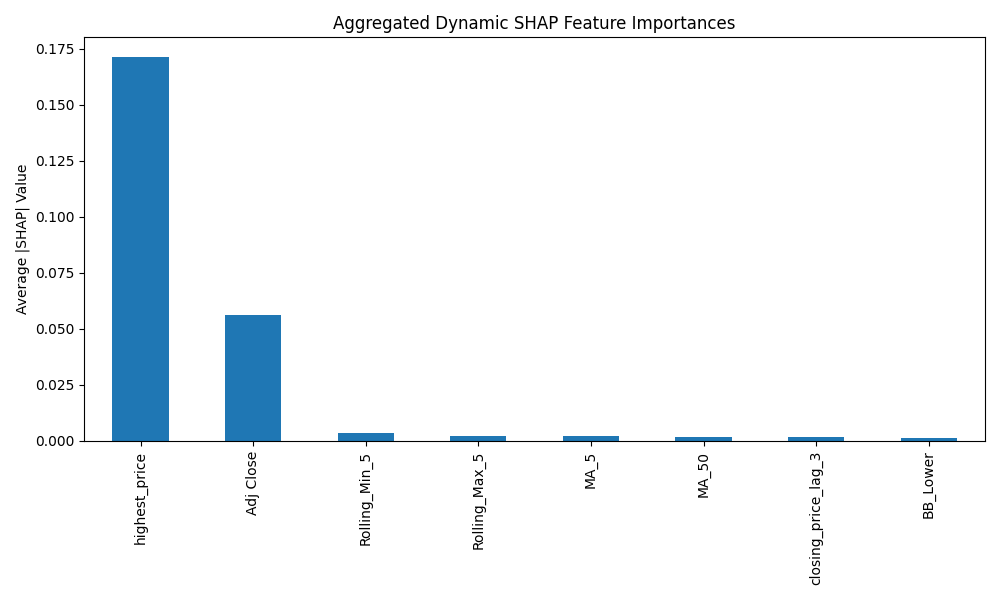 Aggregated Dynamic SHAP Feature Importances
Average |SHAP| Value
0.175
0.150
0.125
0.100
0.075
0.050
0.025
0.000
highest_price
Adj Close
Rolling_Min_5
Rolling_Max_5
MA_5
MA_50
closing_price_lag_3
BB_Lower